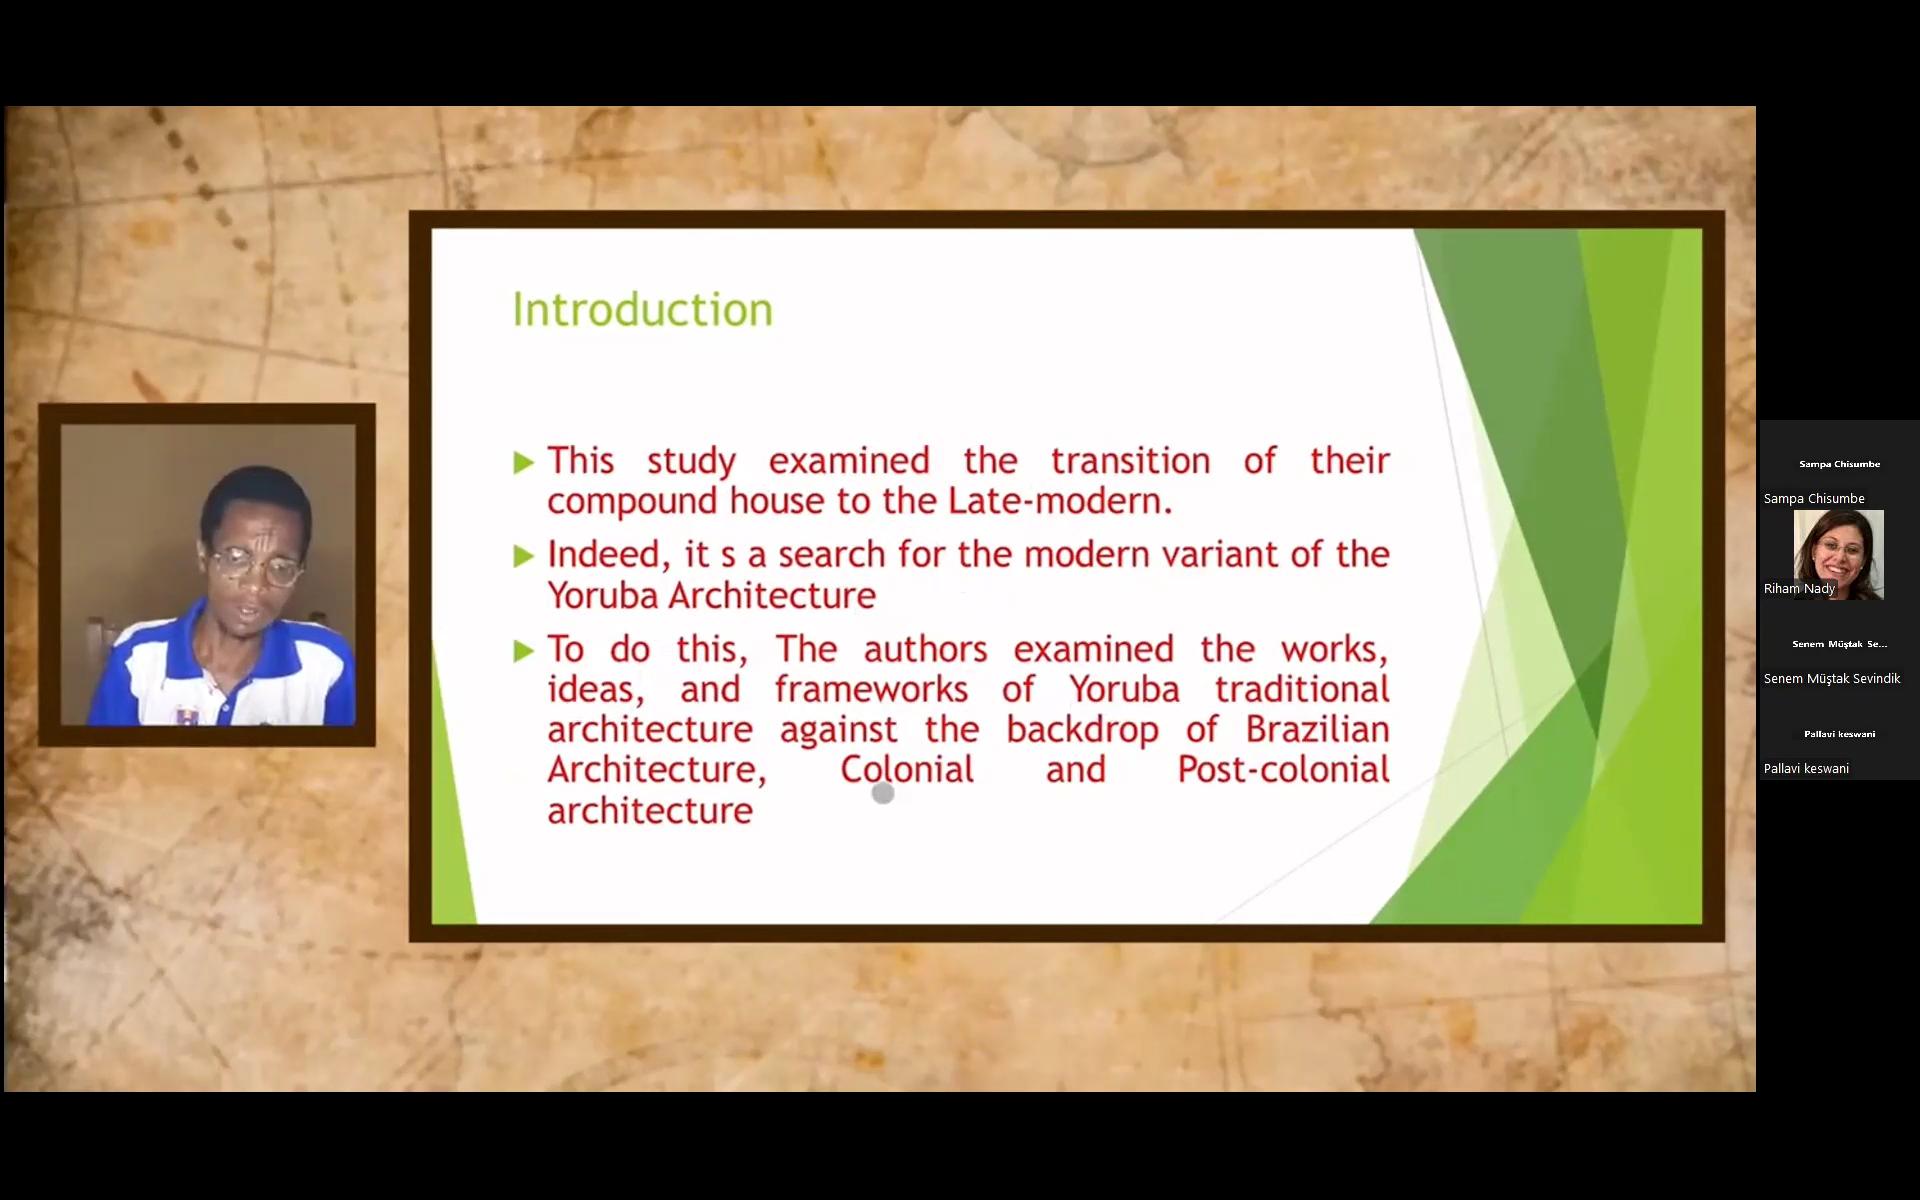 Introduction
This study examined the transition of their
compound house to the Late-modern.
Indeed, it s a search for the modern variant of the
Yoruba Architecture
To do this, The authors examined the works,
ideas, and frameworks of Yoruba traditional
architecture against the backdrop of Brazilian
Architecture, Colonial and Post-colonial
architecture
Sampa Chisumbe
Sampa Chisumbe
Riham Nady
Senem Müştak Se...
Senem Müştak Sevindik
Pallavi keswani
Pallavi keswani